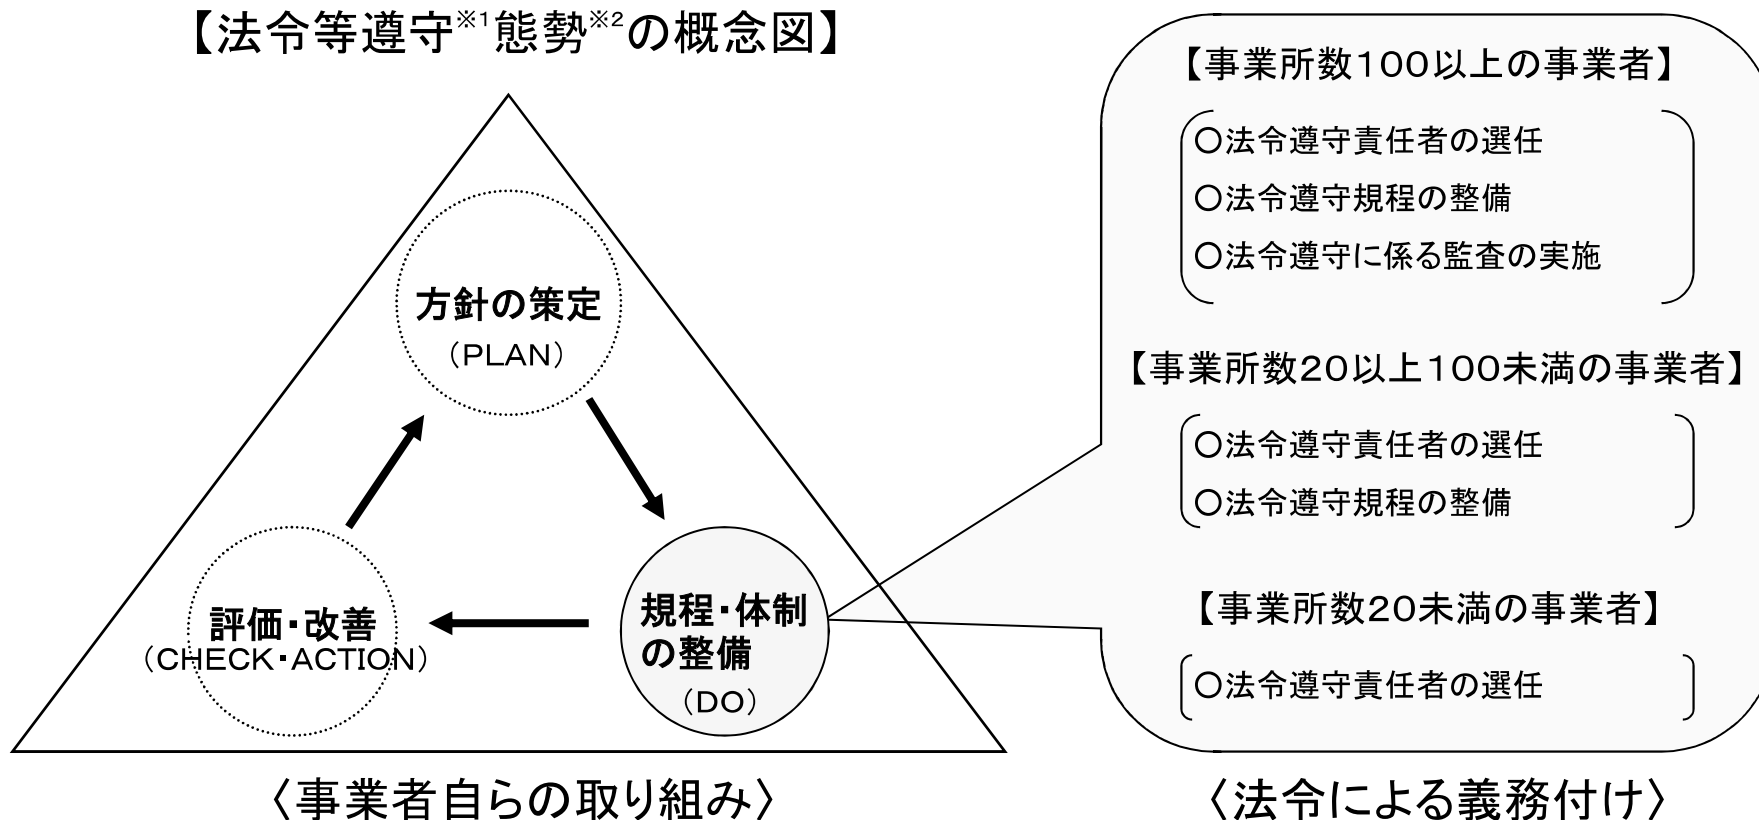 【法令等遵守※1態勢※2の概念図】
方針の策定
（PLAN）
評価・改善
（CHECK・ACTION）
規程・体制
の整備
（DO）
〈事業者自らの取り組み〉
【事業所数100以上の事業者】
○法令遵守責任者の選任
○法令遵守規程の整備
○法令遵守に係る監査の実施
【事業所数20以上100未満の事業者】
○法令遵守責任者の選任
○法令遵守規程の整備
【事業所数20未満の事業者】
○法令遵守責任者の選任
〈法令による義務付け〉